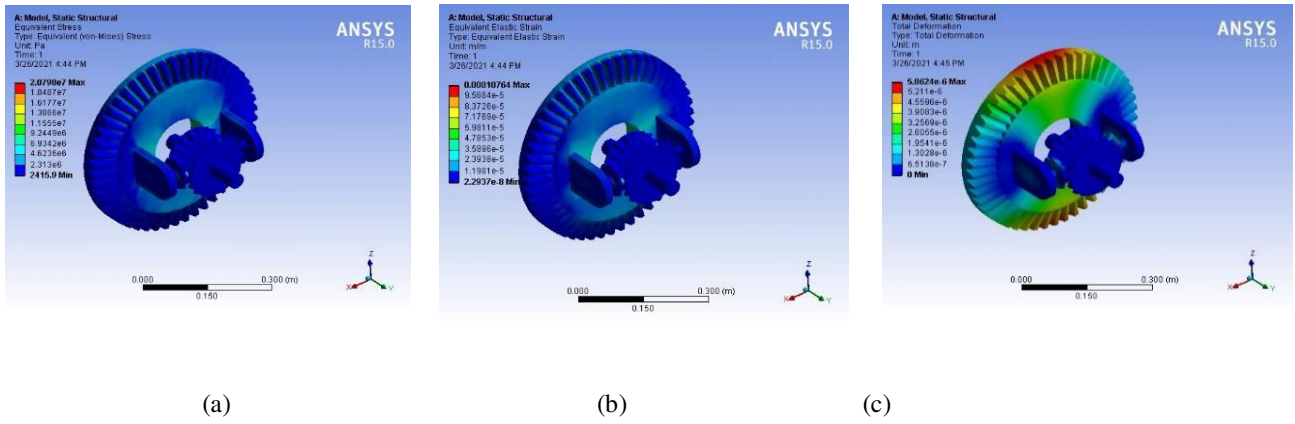 A: Model, Static Structural
Equivalent Stress
Type: Equivalent (von-Mises) Stress
Unit: Pa
Time: 1
3/26/2021 4:44 PM
2.0798e7 Max
1.8487e7
1.6177e7
1.3866e7
1.1555e7
9.2449e6
6.9342e6
4.6236e6
2.313e6
2415.9 Min
ANSYS
R15.0
0.000
0.300 (m)
0.150
Z
X
Y
A: Model, Static Structural
Equivalent Elastic Strain
Type: Equivalent Elastic Strain
Unit: m/m
Time: 1
3/26/2021 4:44 PM
0.00010764 Max
9.5684e-5
8.3726e-5
7.1769e-5
5.9811e-5
4.7853e-5
3.5896e-5
2.3938e-5
1.1981e-5
2.2937e-8 Min
ANSYS
R15.0
0.000
0.300 (m)
0.150
Z
X
Y
A: Model, Static Structural
Total Deformation
Type: Total Deformation
Unit: m
Time: 1
3/26/2021 4:45 PM
5.8624e-6 Max
5.211e-6
4.5596e-6
3.9083e-6
3.2569e-6
2.6055e-6
1.9541e-6
1.3028e-6
6.5138e-7
0 Min
ANSYS
R15.0
0.000
0.300 (m)
0.150
Z
X
Y
(a)
(b)
(c)